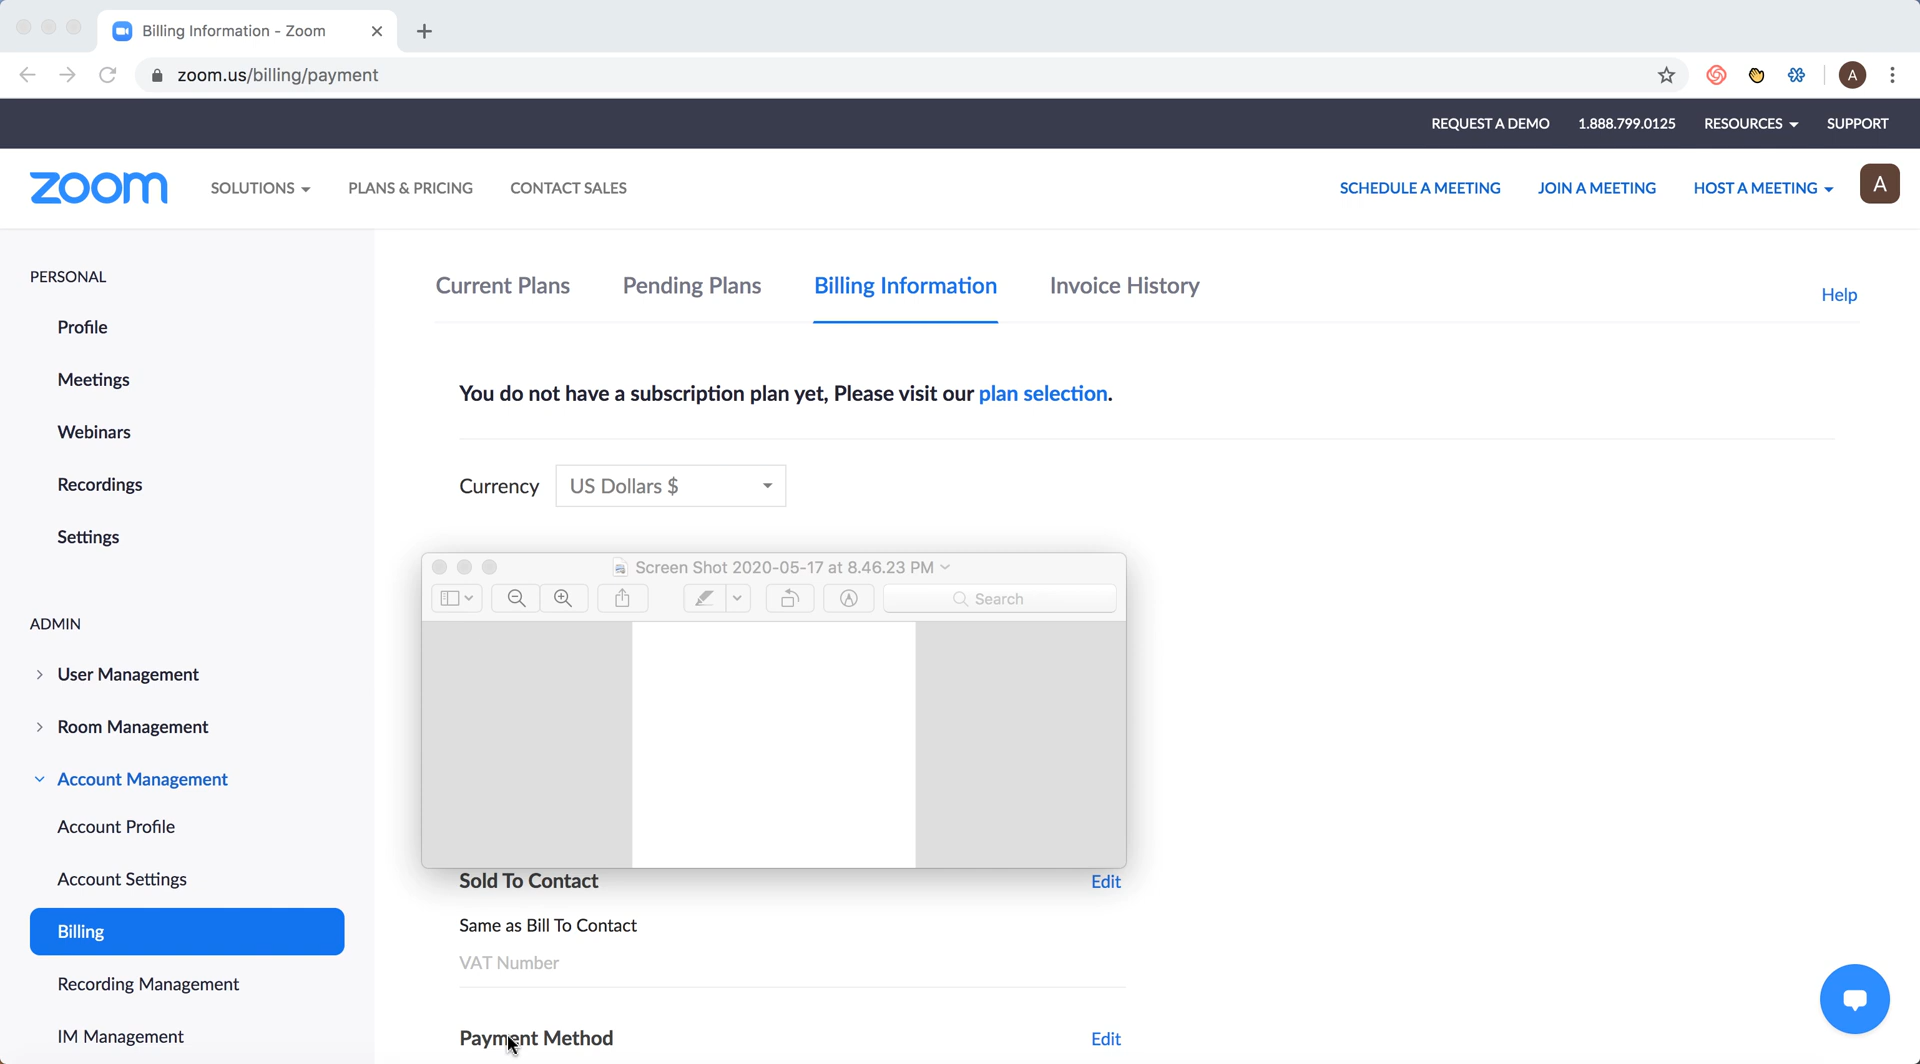 Billing Information - Zoom
zoom.us/billing/payment
A
REQUEST A DEMO 1.888.799.0125 RESOURCES SUPPORT
zoom SOLUTIONS PLANS & PRICING CONTACT SALES SCHEDULE A MEETING JOIN A MEETING HOST A MEETING A
PERSONAL
Profile
Meetings
Webinars
Recordings
Settings
ADMIN
User Management
Room Management
Account Management
Account Profile
Account Settings
Billing
Recording Management
IM Management
Current Plans Pending Plans Billing Information Invoice History
Help
You do not have a subscription plan yet, Please visit our plan selection.
Currency US Dollars $
Screen Shot 2020-05-17 at 8.46.23 PM
Search
Sold To Contact Edit
Same as Bill To Contact
VAT Number
Payment Method Edit